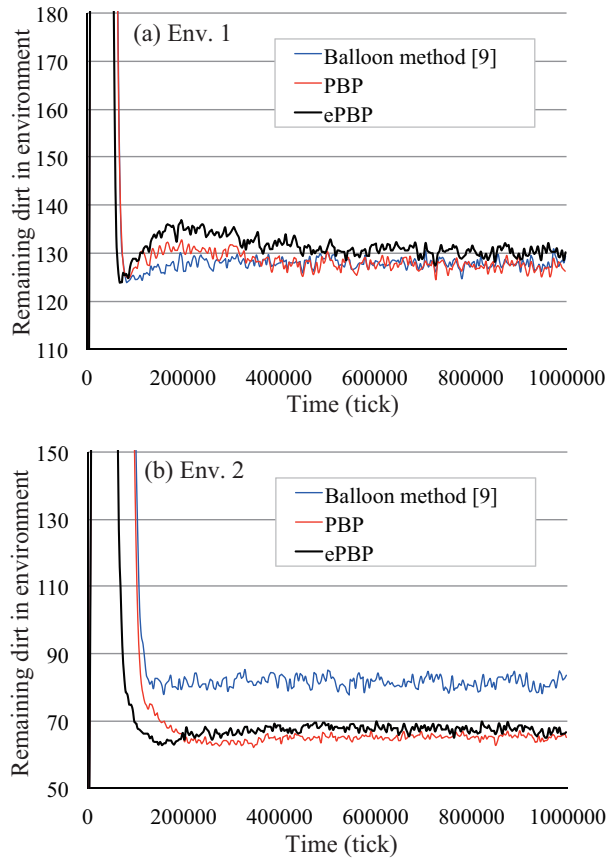 180
170
160
150
140
130
120
110
Remaining dirt in environment
(a) Env. 1
Balloon method [9]
PBP
ePBP
0 200000 400000 600000 800000 1000000
Time (tick)
150
130
110
90
70
50
Remaining dirt in environment
(b) Env. 2
Balloon method [9]
PBP
ePBP
0 200000 400000 600000 800000 1000000
Time (tick)